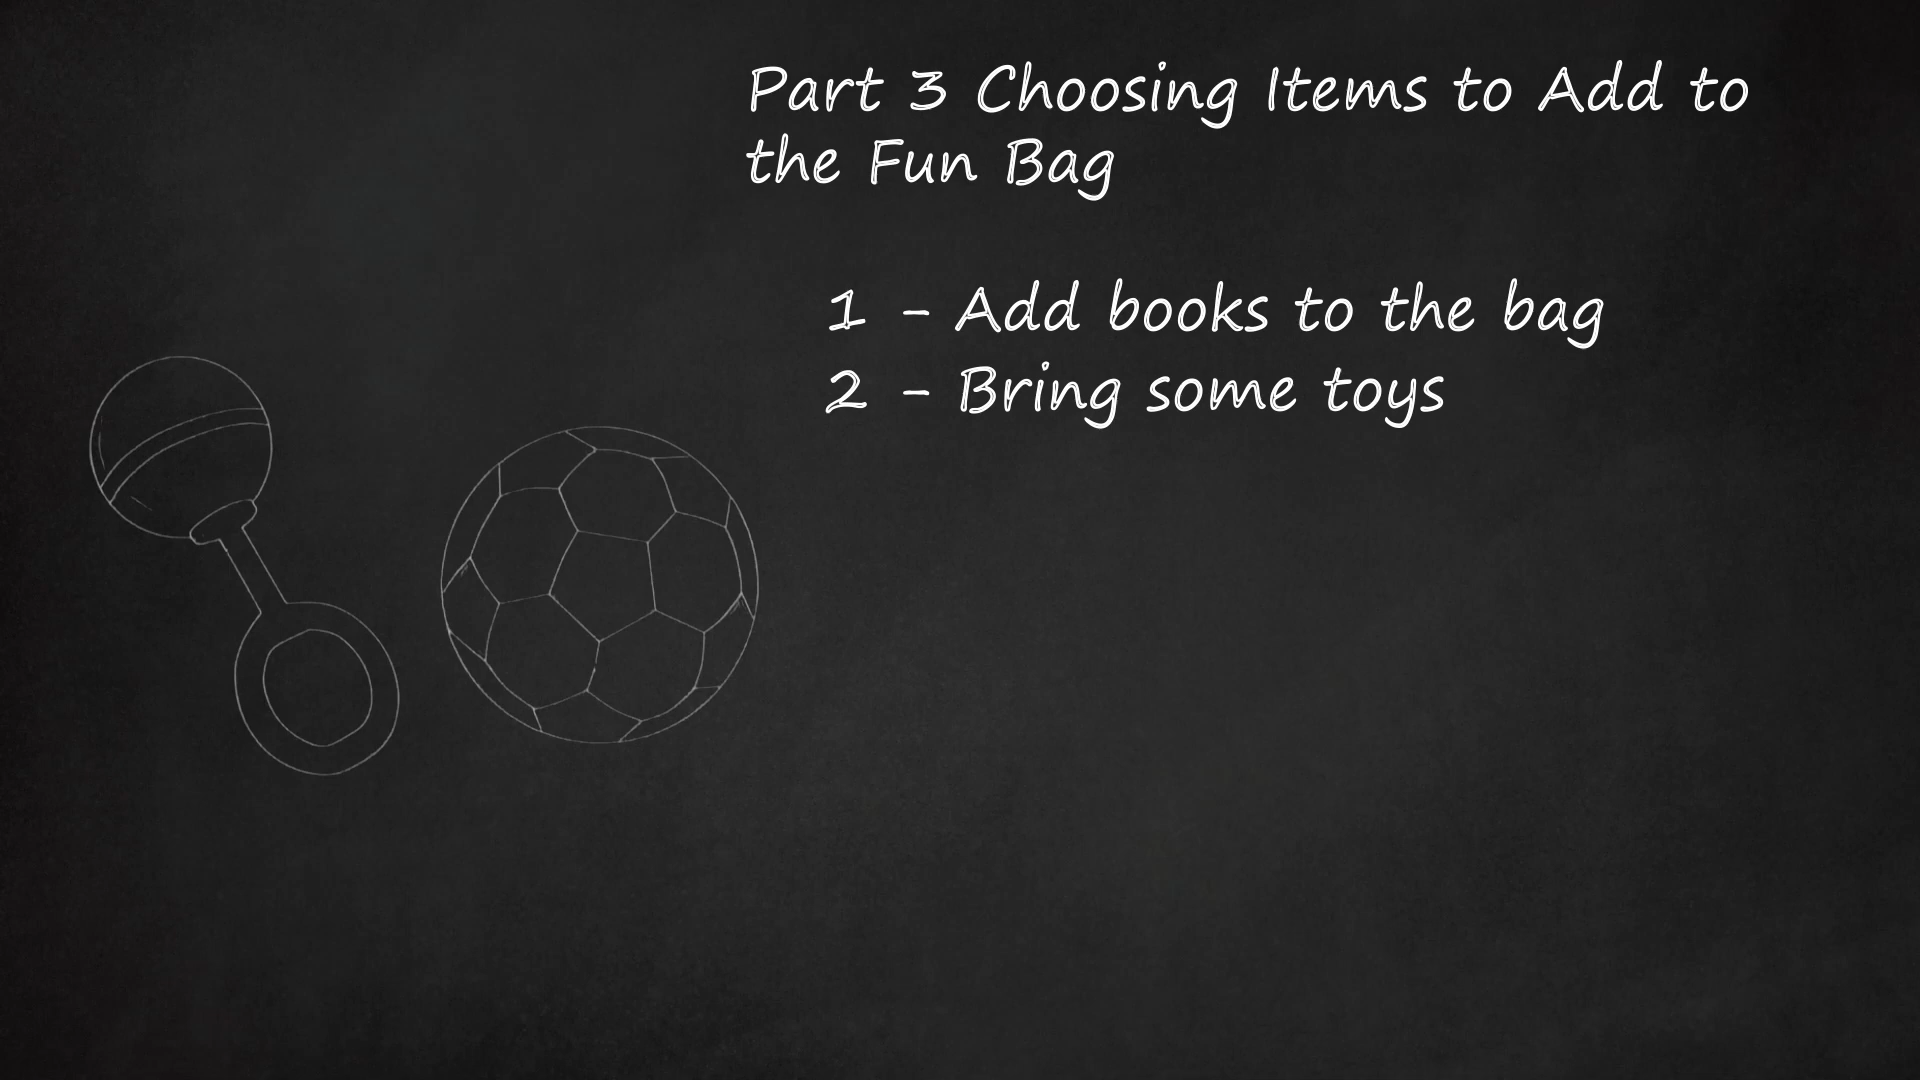 Part 3 Choosing Items to Add to
the Fun Bag
1 - Add books to the bag
2 - Bring some toys